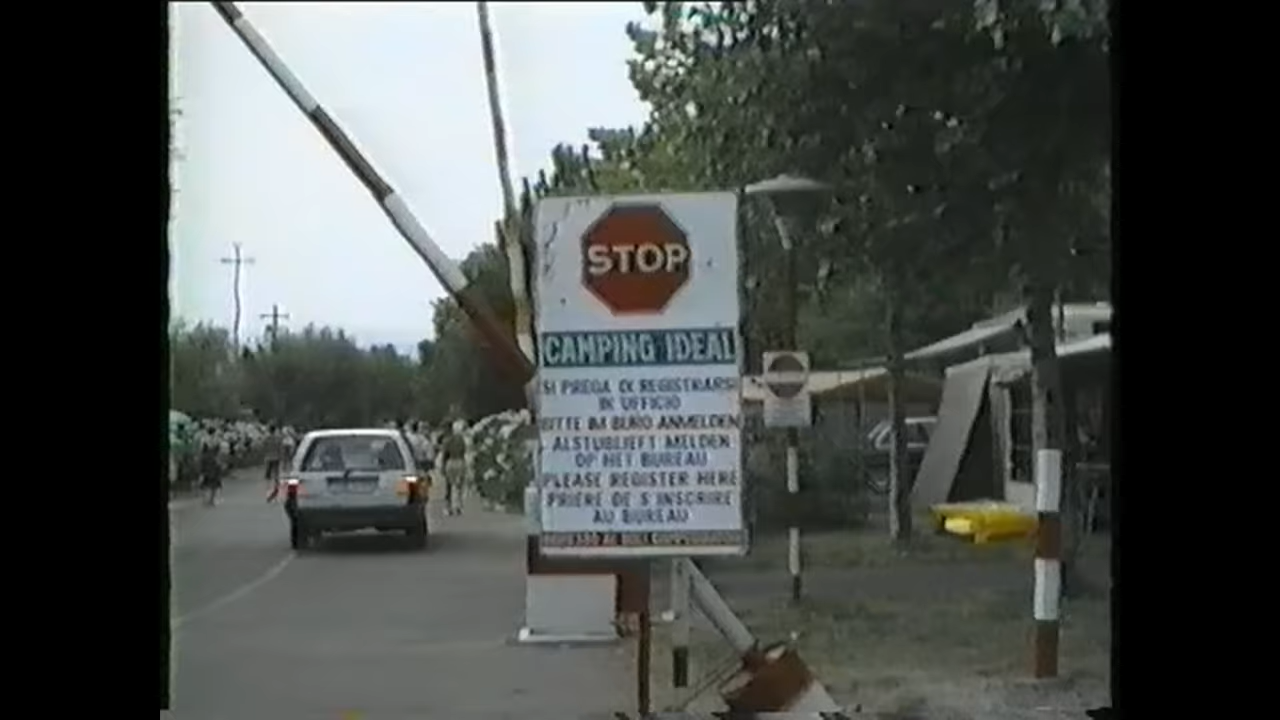 STOP
CAMPING IDEAL
SI PREGA DI REGISTRARSI
IN UFFICIO
BITTE IM BURO ANMELDEN
ALSTUBLIEFT MELDEN
OP HET BUREAU
PLEASE REGISTER HERE
PRIERE DE S'INSCRIRE
AU BUREAU